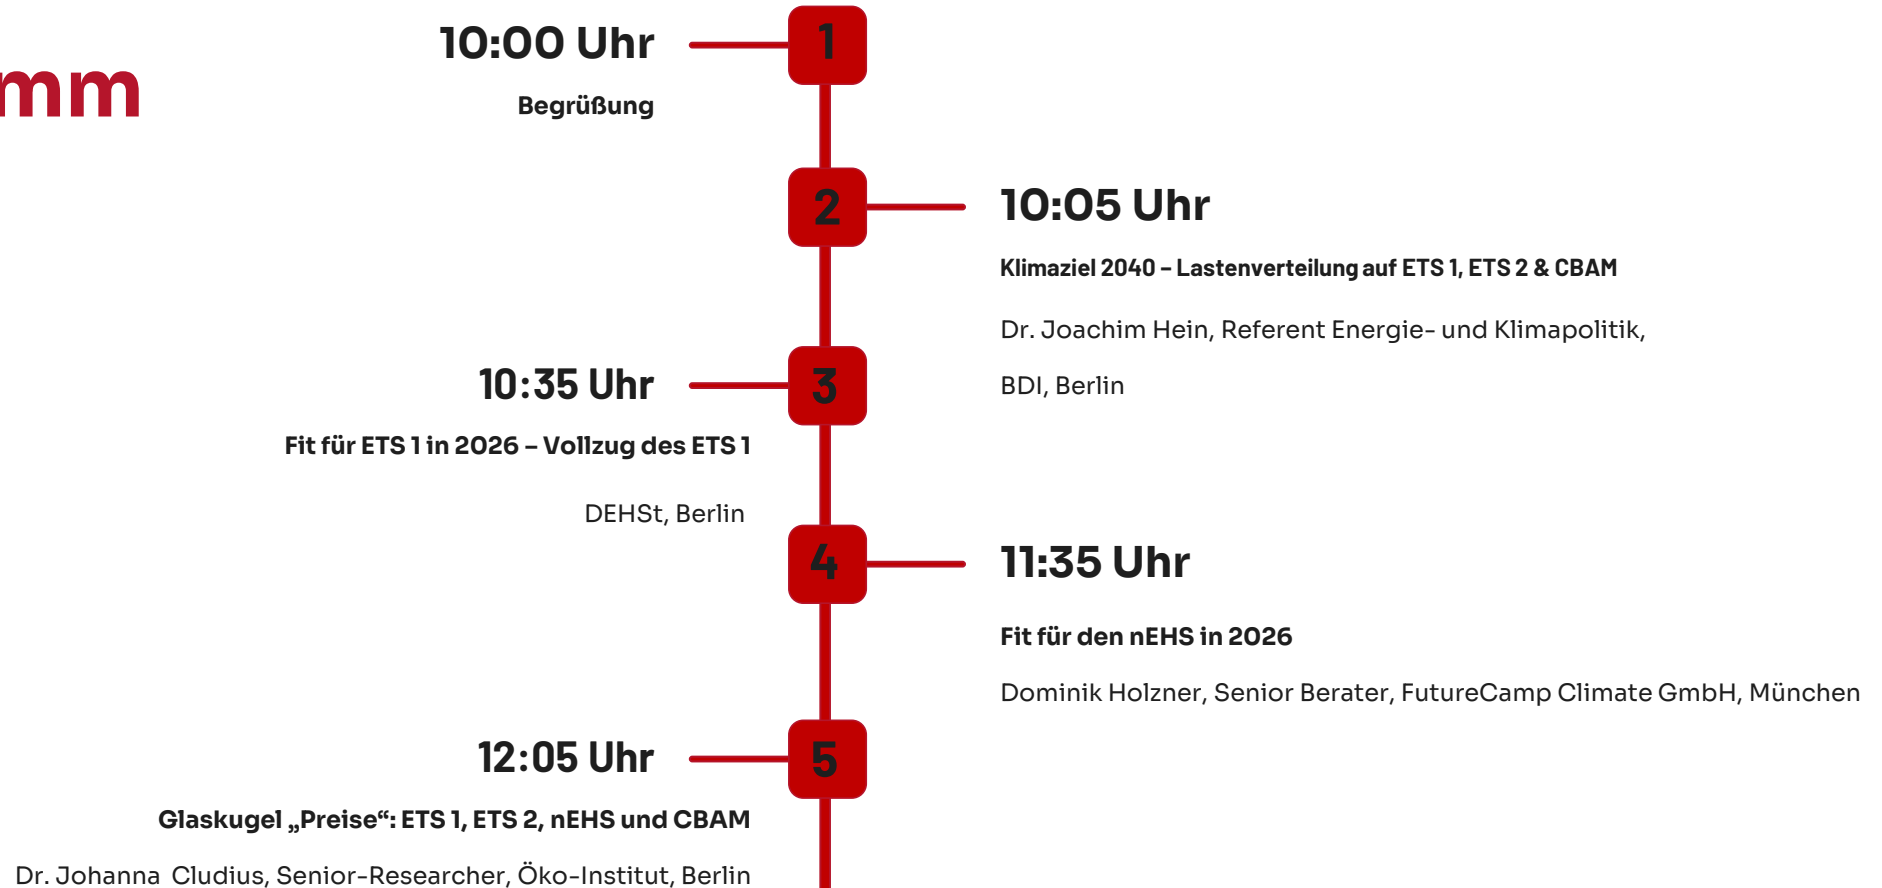 mm
1
10:00 Uhr
Begrüßung
2
10:05 Uhr
Klimaziel 2040 – Lastenverteilung auf ETS 1, ETS 2 & CBAM
Dr. Joachim Hein, Referent Energie- und Klimapolitik,
BDI, Berlin
3
10:35 Uhr
Fit für ETS 1 in 2026 – Vollzug des ETS 1
DEHSt, Berlin
4
11:35 Uhr
Fit für den nEHS in 2026
Dominik Holzner, Senior Berater, FutureCamp Climate GmbH, München
5
12:05 Uhr
Glaskugel „Preise“: ETS 1, ETS 2, nEHS und CBAM
Dr. Johanna Cludius, Senior-Researcher, Öko-Institut, Berlin